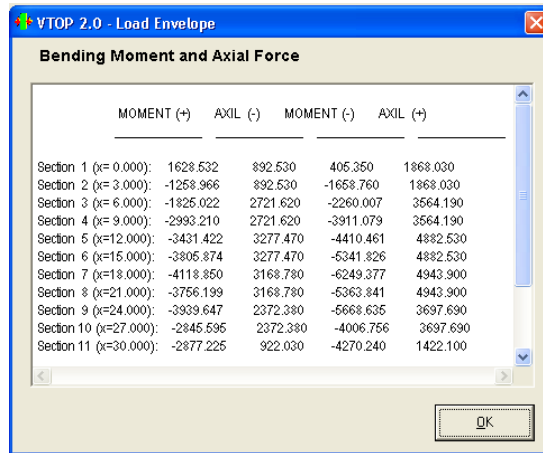 VTOP 2.0 - Load Envelope
Bending Moment and Axial Force
MOMENT (+) AXIL (-) MOMENT (-) AXIL (+)
Section 1 (x= 0.000): 1628.532 892.530 405.350 1868.030
Section 2 (x= 3.000): -1258.966 892.530 -1658.760 1868.030
Section 3 (x= 6.000): -1825.022 2721.620 -2260.007 3564.190
Section 4 (x= 9.000): -2993.210 2721.620 -3911.079 3564.190
Section 5 (x=12.000): -3431.422 3277.470 -4410.461 4882.530
Section 6 (x=15.000): -3805.874 3277.470 -5341.826 4882.530
Section 7 (x=18.000): -4118.850 3168.780 -6249.377 4943.900
Section 8 (x=21.000): -3756.199 3168.780 -5363.841 4943.900
Section 9 (x=24.000): -3939.647 2372.380 -5668.635 3697.690
Section 10 (x=27.000): -2845.595 2372.380 -4006.756 3697.690
Section 11 (x=30.000): -2877.225 922.030 -4270.240 1422.100
OK